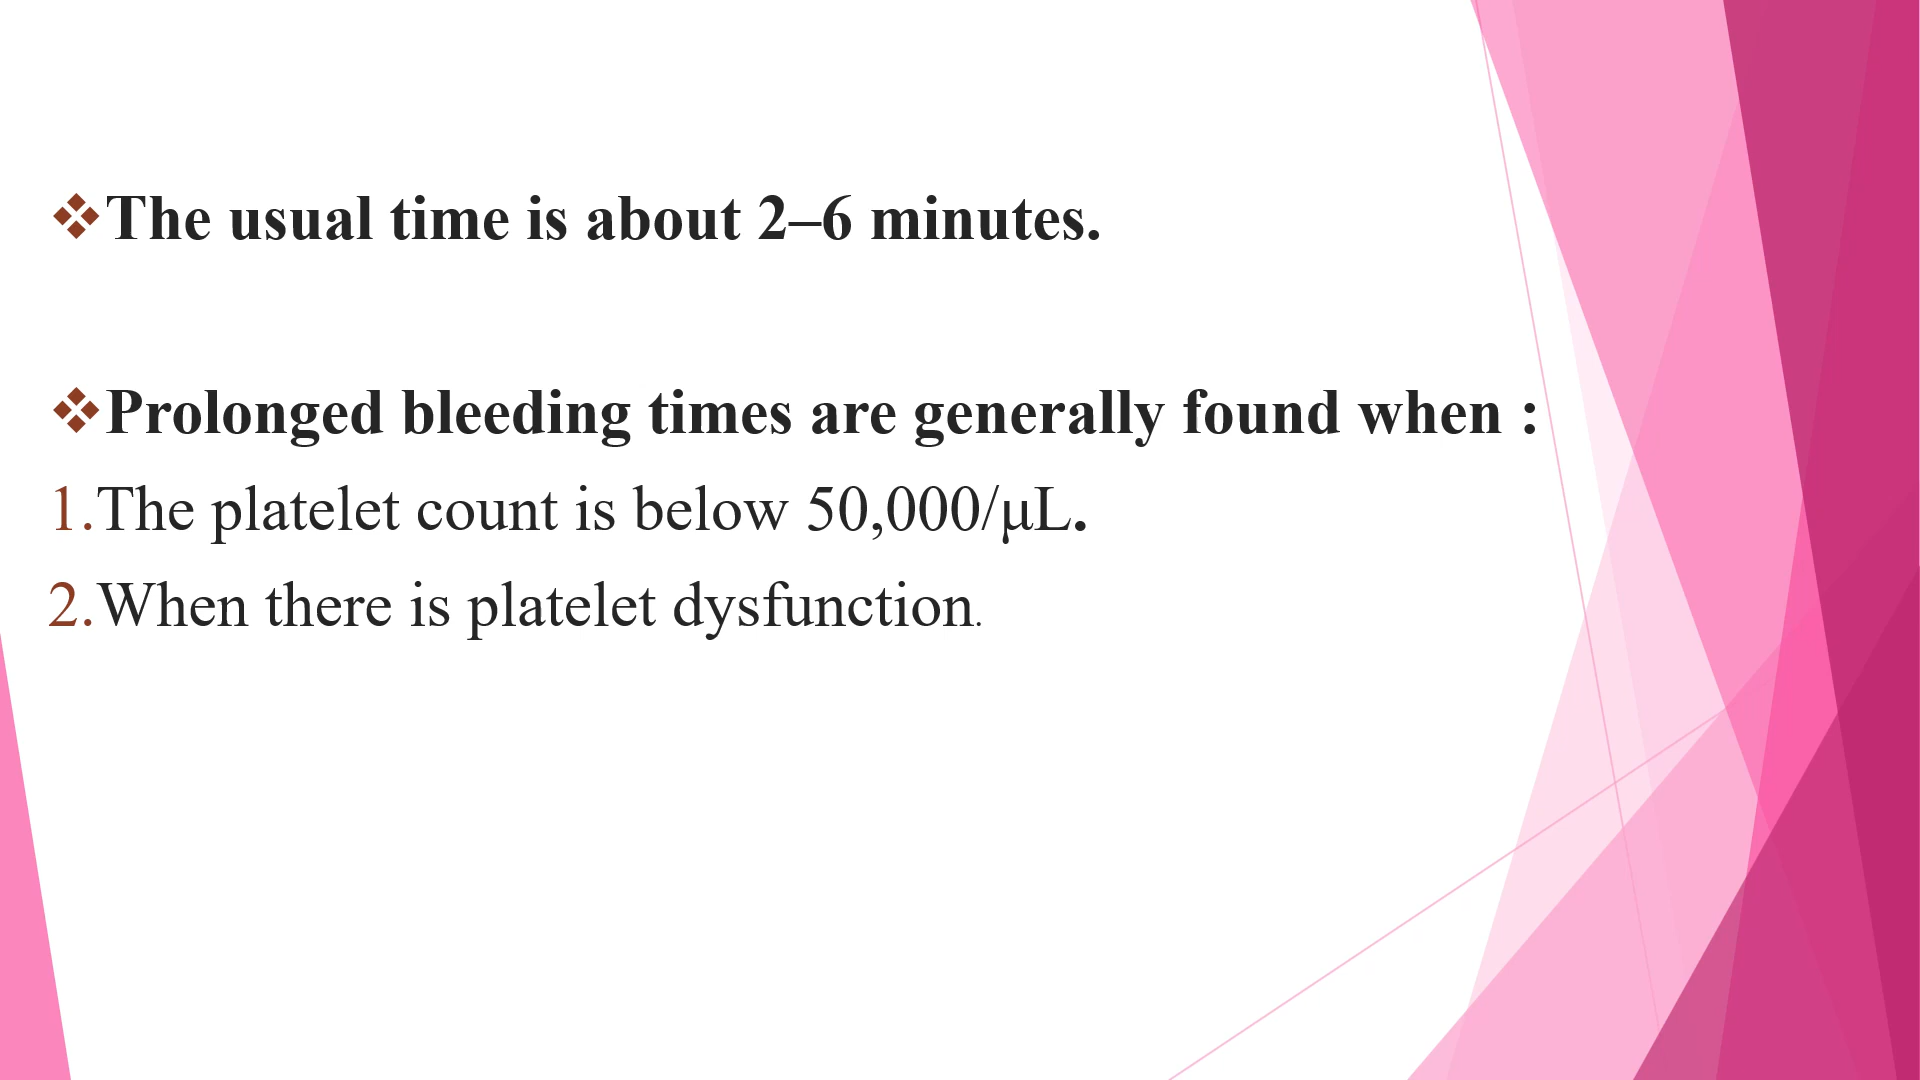 ❖The usual time is about 2–6 minutes.
❖Prolonged bleeding times are generally found when :
1.The platelet count is below 50,000/μL.
2.When there is platelet dysfunction.